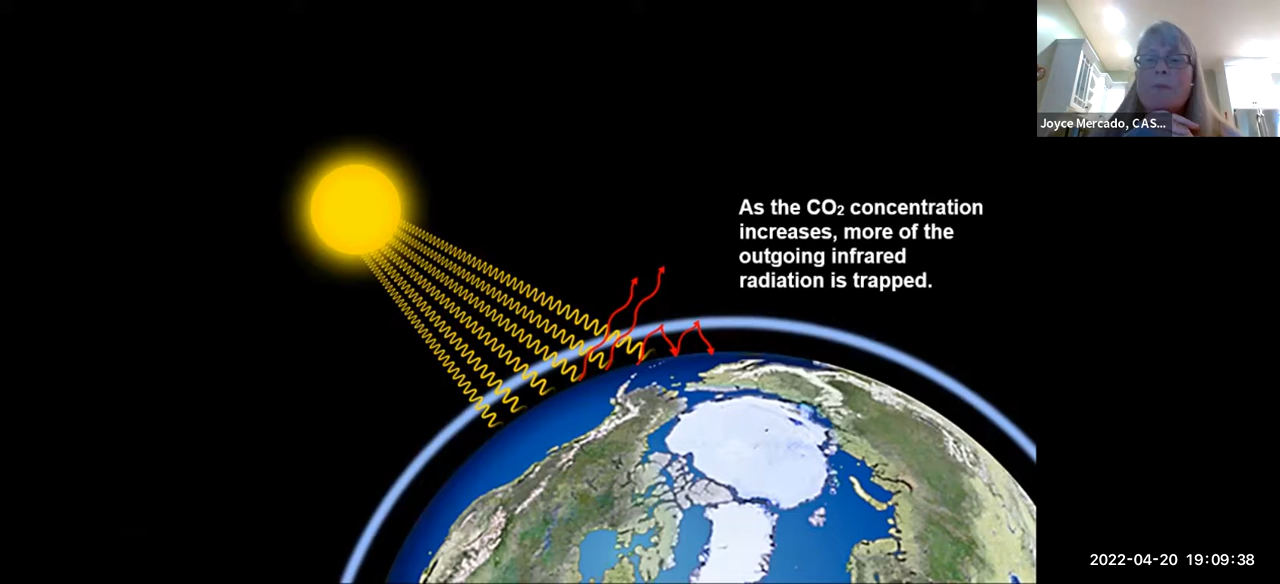 Joyce Mercado, CAS...
As the CO₂ concentration
increases, more of the
outgoing infrared
radiation is trapped.
2022-04-20 19:09:38